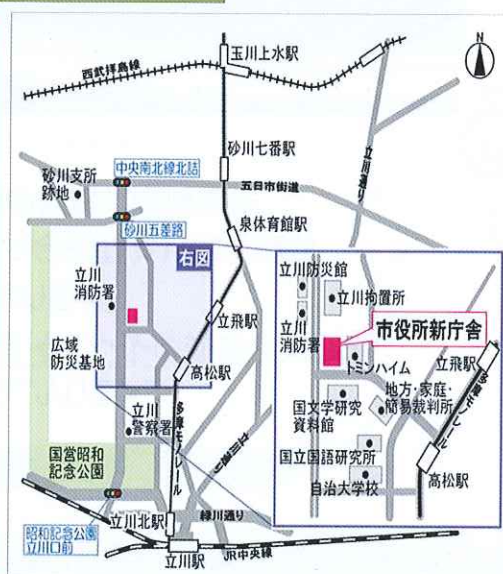 N
玉川上水駅
西武拝島線
立川通り
砂川七番駅
砂川支所
跡地
中央南北線北詰
五日市街道
砂川五差路
泉体育館駅
右図
立川
消防署
立飛駅
広域
防災基地
高松駅
立川
警察署
多摩モノレール
立川通り
国営昭和
記念公園
立川北駅
緑川通り
昭和記念公園
立川口前
立川駅
JR中央線
立川防災館
立川拘置所
立川
消防署
市役所新庁舎
トミンハイム
立飛駅
多摩モノレール
国文学研究
資料館
地方・家庭・
簡易裁判所
国立国語研究所
高松駅
自治大学校